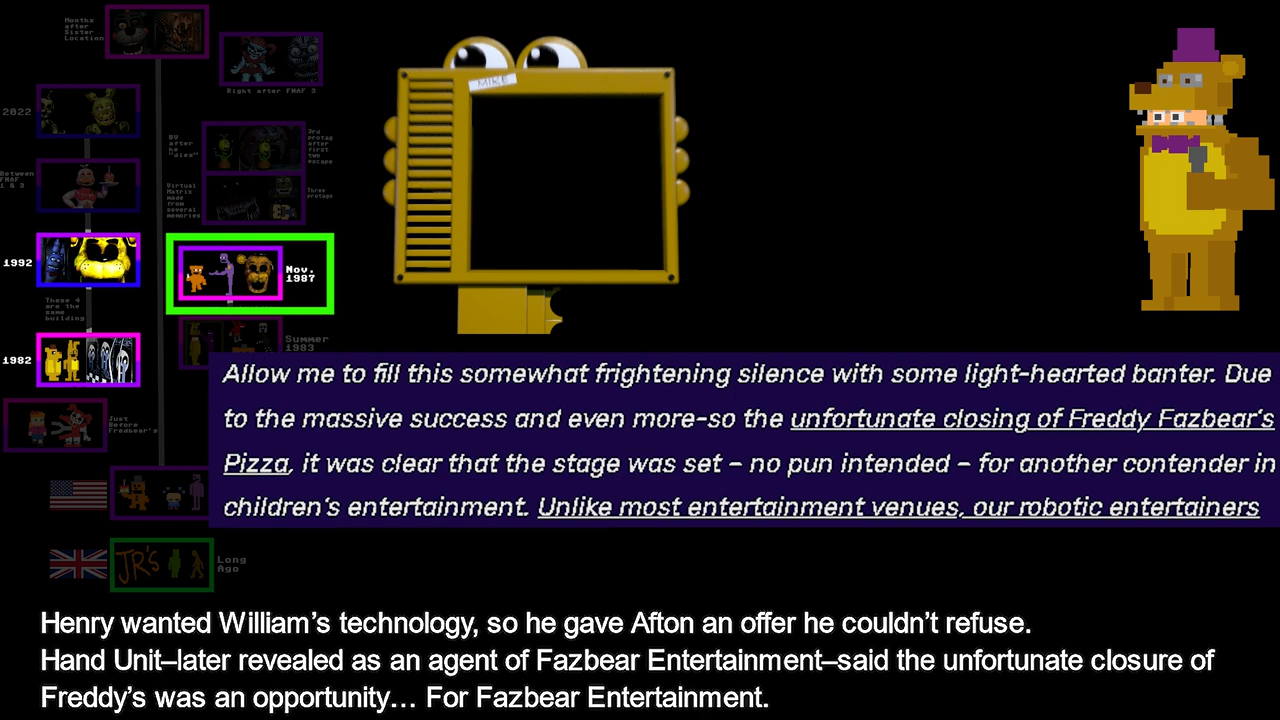 Months
after
Sister
Location
Right after FNAF 3
2022
BV
after
he
"dies"
3rd
protag
after
first
two
escape
Between
FNAF
1 & 3
Virtual
Matrix
made
from
several
memories
Three
protags
MIKE
1992
Nov.
1987
These 4
are the
same
building
1982
Summer
1983
Just
Before
Fredbear's
JR'S
Long
Ago
Allow me to fill this somewhat frightening silence with some light-hearted banter. Due
to the massive success and even more-so the unfortunate closing of Freddy Fazbear's
Pizza, it was clear that the stage was set – no pun intended – for another contender in
children's entertainment. Unlike most entertainment venues, our robotic entertainers
Henry wanted William's technology, so he gave Afton an offer he couldn't refuse.
Hand Unit–later revealed as an agent of Fazbear Entertainment–said the unfortunate closure of
Freddy's was an opportunity... For Fazbear Entertainment.